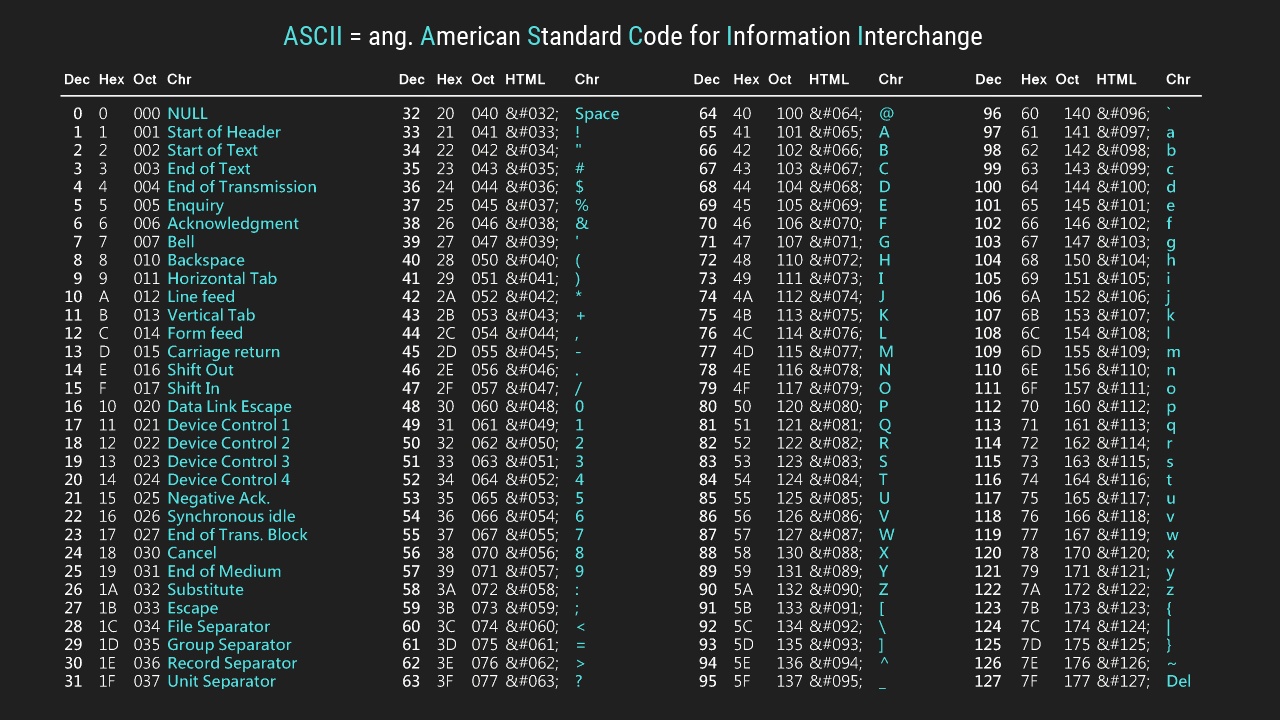 ASCII = ang. American Standard Code for Information Interchange
Dec Hex Oct Chr Dec Hex Oct HTML Chr Dec Hex Oct HTML Chr Dec Hex Oct HTML Chr
0 0 000 NULL 32 20 040 &#032; Space 64 40 100 &#064; @ 96 60 140 &#096; `
1 1 001 Start of Header 33 21 041 &#033; ! 65 41 101 &#065; A 97 61 141 &#097; a
2 2 002 Start of Text 34 22 042 &#034; " 66 42 102 &#066; B 98 62 142 &#098; b
3 3 003 End of Text 35 23 043 &#035; # 67 43 103 &#067; C 99 63 143 &#099; c
4 4 004 End of Transmission 36 24 044 &#036; $ 68 44 104 &#068; D 100 64 144 &#100; d
5 5 005 Enquiry 37 25 045 &#037; % 69 45 105 &#069; E 101 65 145 &#101; e
6 6 006 Acknowledgment 38 26 046 &#038; & 70 46 106 &#070; F 102 66 146 &#102; f
7 7 007 Bell 39 27 047 &#039; ' 71 47 107 &#071; G 103 67 147 &#103; g
8 8 010 Backspace 40 28 050 &#040; ( 72 48 110 &#072; H 104 68 150 &#104; h
9 9 011 Horizontal Tab 41 29 051 &#041; ) 73 49 111 &#073; I 105 69 151 &#105; i
10 A 012 Line feed 42 2A 052 &#042; * 74 4A 112 &#074; J 106 6A 152 &#106; j
11 B 013 Vertical Tab 43 2B 053 &#043; + 75 4B 113 &#075; K 107 6B 153 &#107; k
12 C 014 Form feed 44 2C 054 &#044; , 76 4C 114 &#076; L 108 6C 154 &#108; l
13 D 015 Carriage return 45 2D 055 &#045; - 77 4D 115 &#077; M 109 6D 155 &#109; m
14 E 016 Shift Out 46 2E 056 &#046; . 78 4E 116 &#078; N 110 6E 156 &#110; n
15 F 017 Shift In 47 2F 057 &#047; / 79 4F 117 &#079; O 111 6F 157 &#111; o
16 10 020 Data Link Escape 48 30 060 &#048; 0 80 50 120 &#080; P 112 70 160 &#112; p
17 11 021 Device Control 1 49 31 061 &#049; 1 81 51 121 &#081; Q 113 71 161 &#113; q
18 12 022 Device Control 2 50 32 062 &#050; 2 82 52 122 &#082; R 114 72 162 &#114; r
19 13 023 Device Control 3 51 33 063 &#051; 3 83 53 123 &#083; S 115 73 163 &#115; s
20 14 024 Device Control 4 52 34 064 &#052; 4 84 54 124 &#084; T 116 74 164 &#116; t
21 15 025 Negative Ack. 53 35 065 &#053; 5 85 55 125 &#085; U 117 75 165 &#117; u
22 16 026 Synchronous idle 54 36 066 &#054; 6 86 56 126 &#086; V 118 76 166 &#118; v
23 17 027 End of Trans. Block 55 37 067 &#055; 7 87 57 127 &#087; W 119 77 167 &#119; w
24 18 030 Cancel 56 38 070 &#056; 8 88 58 130 &#088; X 120 78 170 &#120; x
25 19 031 End of Medium 57 39 071 &#057; 9 89 59 131 &#089; Y 121 79 171 &#121; y
26 1A 032 Substitute 58 3A 072 &#058; : 90 5A 132 &#090; Z 122 7A 172 &#122; z
27 1B 033 Escape 59 3B 073 &#059; ; 91 5B 133 &#091; [ 123 7B 173 &#123; {
28 1C 034 File Separator 60 3C 074 &#060; < 92 5C 134 &#092; \ 124 7C 174 &#124; |
29 1D 035 Group Separator 61 3D 075 &#061; = 93 5D 135 &#093; ] 125 7D 175 &#125; }
30 1E 036 Record Separator 62 3E 076 &#062; > 94 5E 136 &#094; ^ 126 7E 176 &#126; ~
31 1F 037 Unit Separator 63 3F 077 &#063; ? 95 5F 137 &#095; _ 127 7F 177 &#127; Del